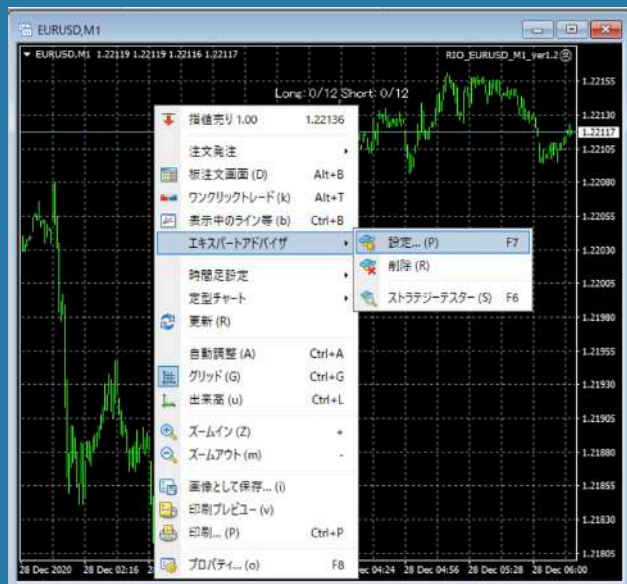 EURUSD,M1
EURUSD,M1 1.22119 1.22119 1.22116 1.22117
RIO_EURUSD_M1_ver1.2
Long: 0/12 Short: 0/12
指値売り 1.00 1.22136
注文発注
板注文画面 (D) Alt+B
ワンクリックトレード (k) Alt+T
表示中のライン等 (b) Ctrl+B
エキスパートアドバイザ
時間足設定
定型チャート
更新 (R)
自動調整 (A) Ctrl+A
グリッド (G) Ctrl+G
出来高 (u) Ctrl+L
ズームイン (Z) +
ズームアウト (m) -
画像として保存... (i)
印刷プレビュー (v)
印刷... (P) Ctrl+P
プロパティ... (o) F8
設定... (P) F7
削除 (R)
ストラテジーテスター (S) F6
1.22155
1.22130
1.22117
1.22105
1.22080
1.22055
1.22030
1.22005
1.21980
1.21955
1.21930
1.21905
1.21880
1.21855
1.21830
1.21805
28 Dec 2020 28 Dec 02:16 ec 04:24 28 Dec 04:56 28 Dec 05:28 28 Dec 06:00